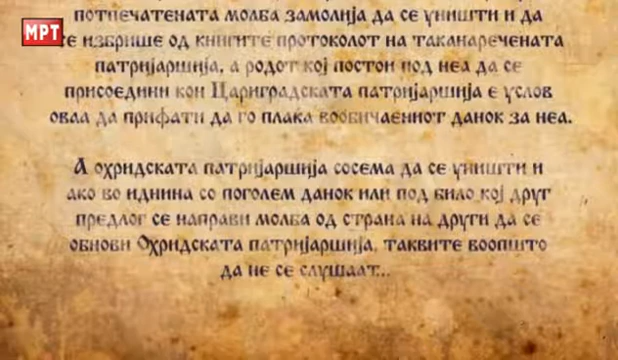 МРТ
потпечатената молба замолија да се уништи и да
се избрише од книгите протоколот на таканаречената
патријаршија, а родот кој постои под неа да се
присоедини кон Цариградската патријаршија е услов
оваа да прифати да го плаќа вообичаениот данок за неа.
А охридската патријаршија сосема да се уништи и
ако во иднина со поголем данок или под било кој друг
предлог се направи молба од страна на други да се
обнови Охридската патријаршија, таквите воопшто
да не се слушаат...